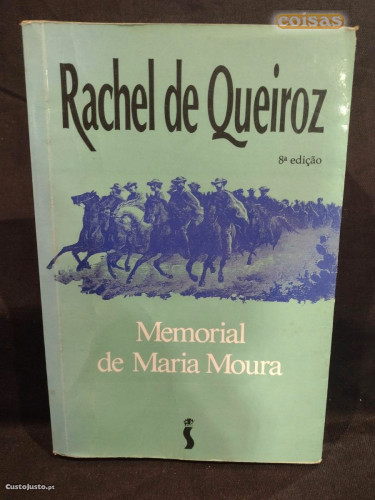 coisas
Rachel de Queiroz
8ª edição
Memorial
de Maria Moura
S
CustoJusto.pt